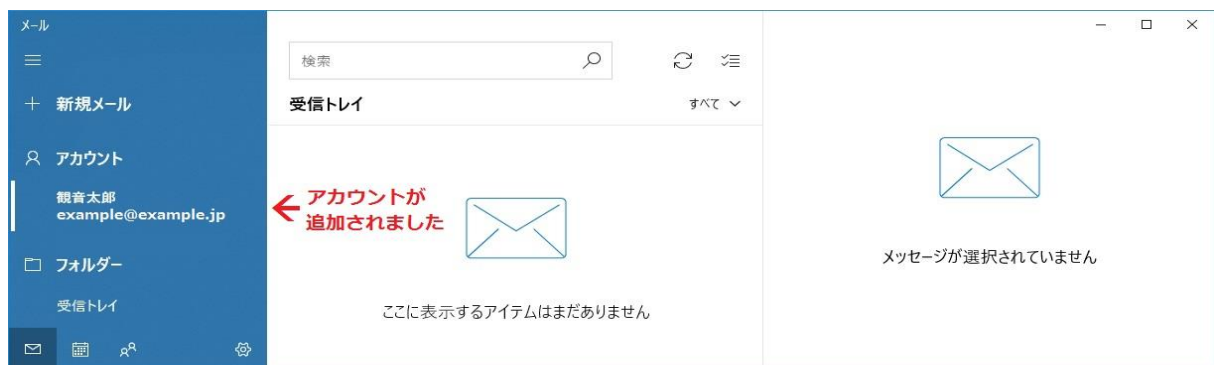 メール
新規メール
アカウント
観音太郎
example@example.jp
フォルダー
受信トレイ
検索
受信トレイ
すべて
アカウントが
追加されました
ここに表示するアイテムはまだありません
メッセージが選択されていません